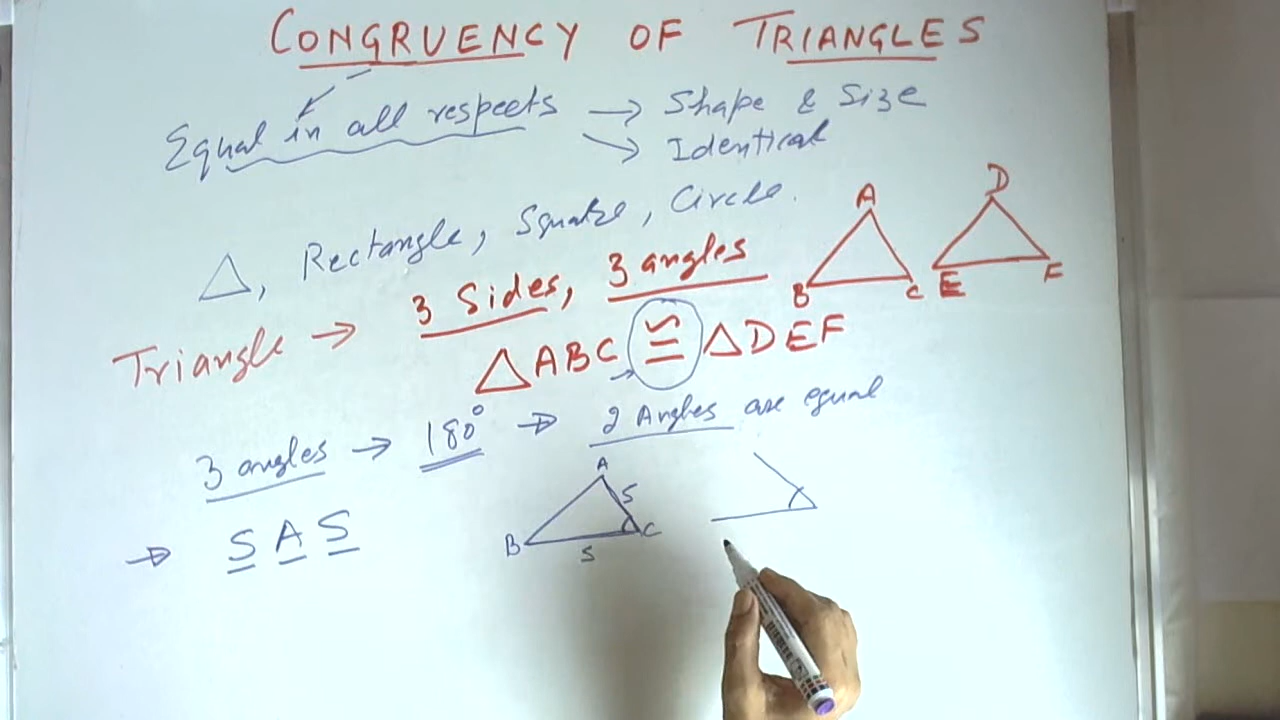 CONGRUENCY OF TRIANGLES
Equal in all respects → Shape & Size
→ Identical
△, Rectangle, Square, Circle.
Triangle → 3 Sides, 3 angles
A
B C
D
E F
△ABC ≅ △DEF
3 angles → 180° → 2 Angles are equal
→ S A S
A
S
B C
S